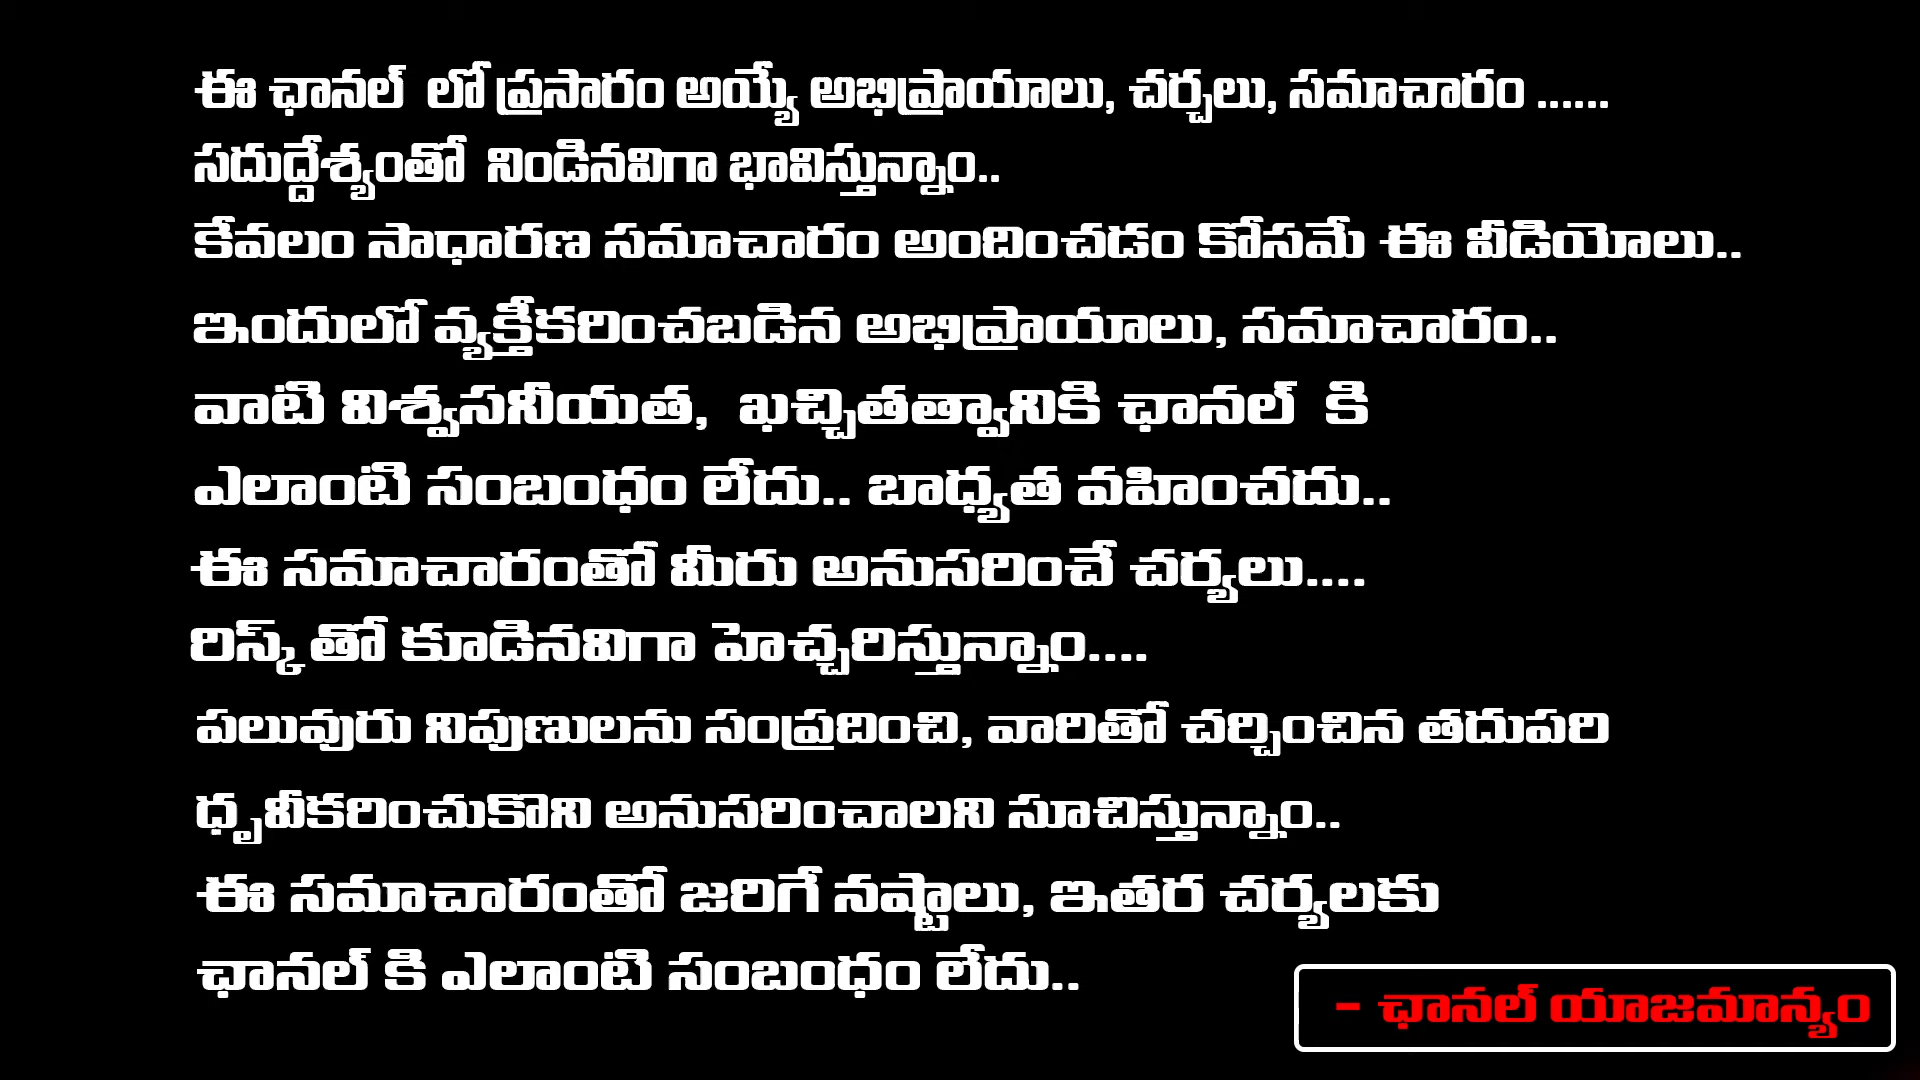 ఈ ఛానల్ లో ప్రసారం అయ్యే అభిప్రాయాలు, చర్చలు, సమాచారం ......
సదుద్దేశ్యంతో నిండినవిగా భావిస్తున్నాం..
కేవలం సాధారణ సమాచారం అందించడం కోసమే ఈ వీడియోలు..
ఇందులో వ్యక్తీకరించబడిన అభిప్రాయాలు, సమాచారం..
వాటి విశ్వసనీయత, ఖచ్చితత్వానికి ఛానల్ కి
ఎలాంటి సంబంధం లేదు.. బాధ్యత వహించదు..
ఈ సమాచారంతో మీరు అనుసరించే చర్యలు....
రిస్క్ తో కూడినవిగా హెచ్చరిస్తున్నాం....
పలువురు నిపుణులను సంప్రదించి, వారితో చర్చించిన తదుపరి
ధృవీకరించుకొని అనుసరించాలని సూచిస్తున్నాం..
ఈ సమాచారంతో జరిగే నష్టాలు, ఇతర చర్యలకు
ఛానల్ కి ఎలాంటి సంబంధం లేదు..
- ఛానల్ యాజమాన్యం